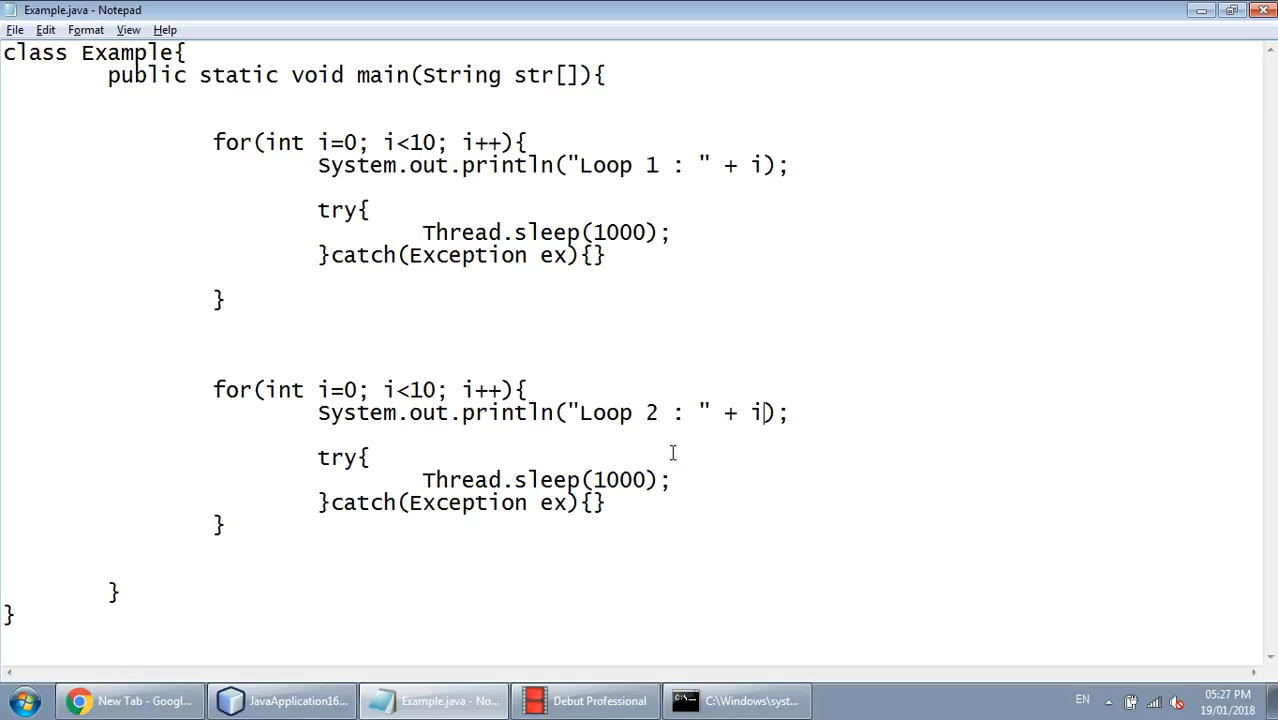 Example.java - Notepad
File Edit Format View Help
class Example{
public static void main(String str[]){
for(int i=0; i<10; i++){
System.out.println("Loop 1 : " + i);
try{
Thread.sleep(1000);
}catch(Exception ex){}
}
for(int i=0; i<10; i++){
System.out.println("Loop 2 : " + i);
try{
Thread.sleep(1000);
}catch(Exception ex){}
}
}
}
New Tab - Googl... JavaApplication16... Example.java - No... Debut Professional C:\Windows\syst... EN 05:27 PM
19/01/2018